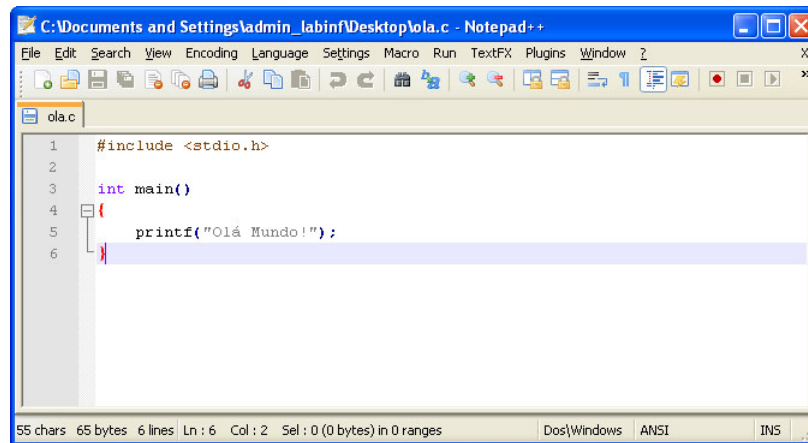 C:\Documents and Settings\admin_labinf\Desktop\ola.c - Notepad++
File Edit Search View Encoding Language Settings Macro Run TextFX Plugins Window ? X
ola.c
1 #include <stdio.h>
2
3 int main()
4 {
5 printf("Olá Mundo!");
6 }
55 chars 65 bytes 6 lines Ln : 6 Col : 2 Sel : 0 (0 bytes) in 0 ranges Dos\Windows ANSI INS